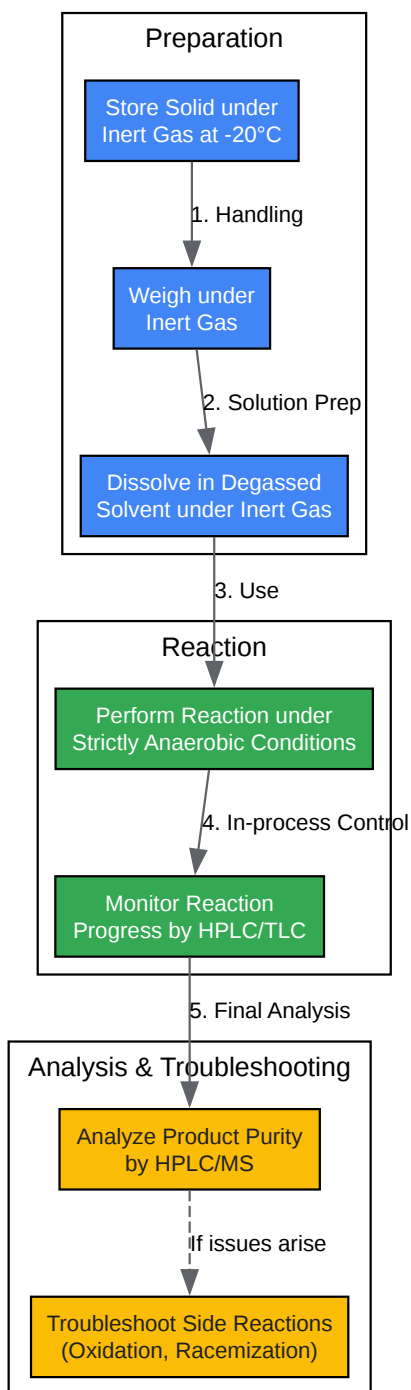 Preparation
Store Solid under
Inert Gas at -20°C
1. Handling
Weigh under
Inert Gas
2. Solution Prep
Dissolve in Degassed
Solvent under Inert Gas
3. Use
Reaction
Perform Reaction under
Strictly Anaerobic Conditions
4. In-process Control
Monitor Reaction
Progress by HPLC/TLC
5. Final Analysis
Analysis & Troubleshooting
Analyze Product Purity
by HPLC/MS
If issues arise
Troubleshoot Side Reactions
(Oxidation, Racemization)